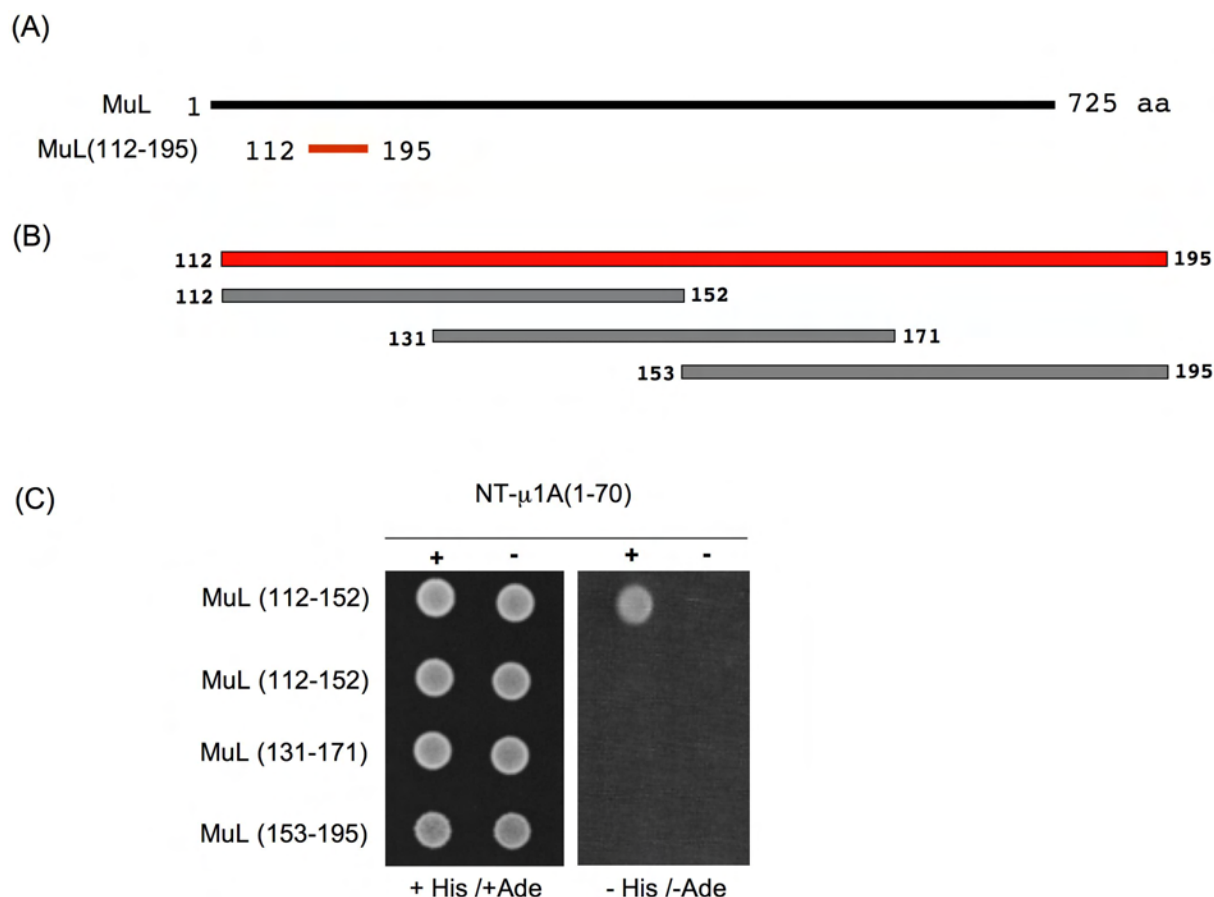 (A)
MuL 1 725 aa
MuL(112-195) 112 195
(B)
112 195
112 152
131 171
153 195
(C)
NT-μ1A(1-70)
+ - + -
MuL (112-152)
MuL (112-152)
MuL (131-171)
MuL (153-195)
+ His /+Ade - His /-Ade